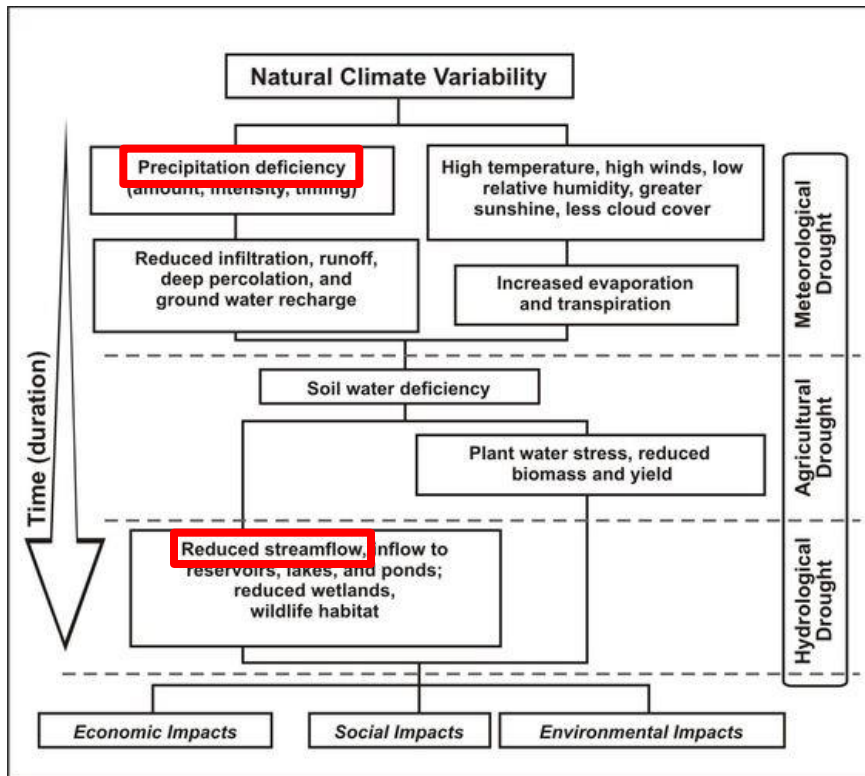 Natural Climate Variability
Precipitation deficiency
(amount, intensity, timing)
High temperature, high winds, low
relative humidity, greater
sunshine, less cloud cover
Reduced infiltration, runoff,
deep percolation, and
ground water recharge
Increased evaporation
and transpiration
Meteorological
Drought
Soil water deficiency
Plant water stress, reduced
biomass and yield
Agricultural
Drought
Time (duration)
Reduced streamflow, inflow to
reservoirs, lakes, and ponds;
reduced wetlands,
wildlife habitat
Hydrological
Drought
Economic Impacts
Social Impacts
Environmental Impacts